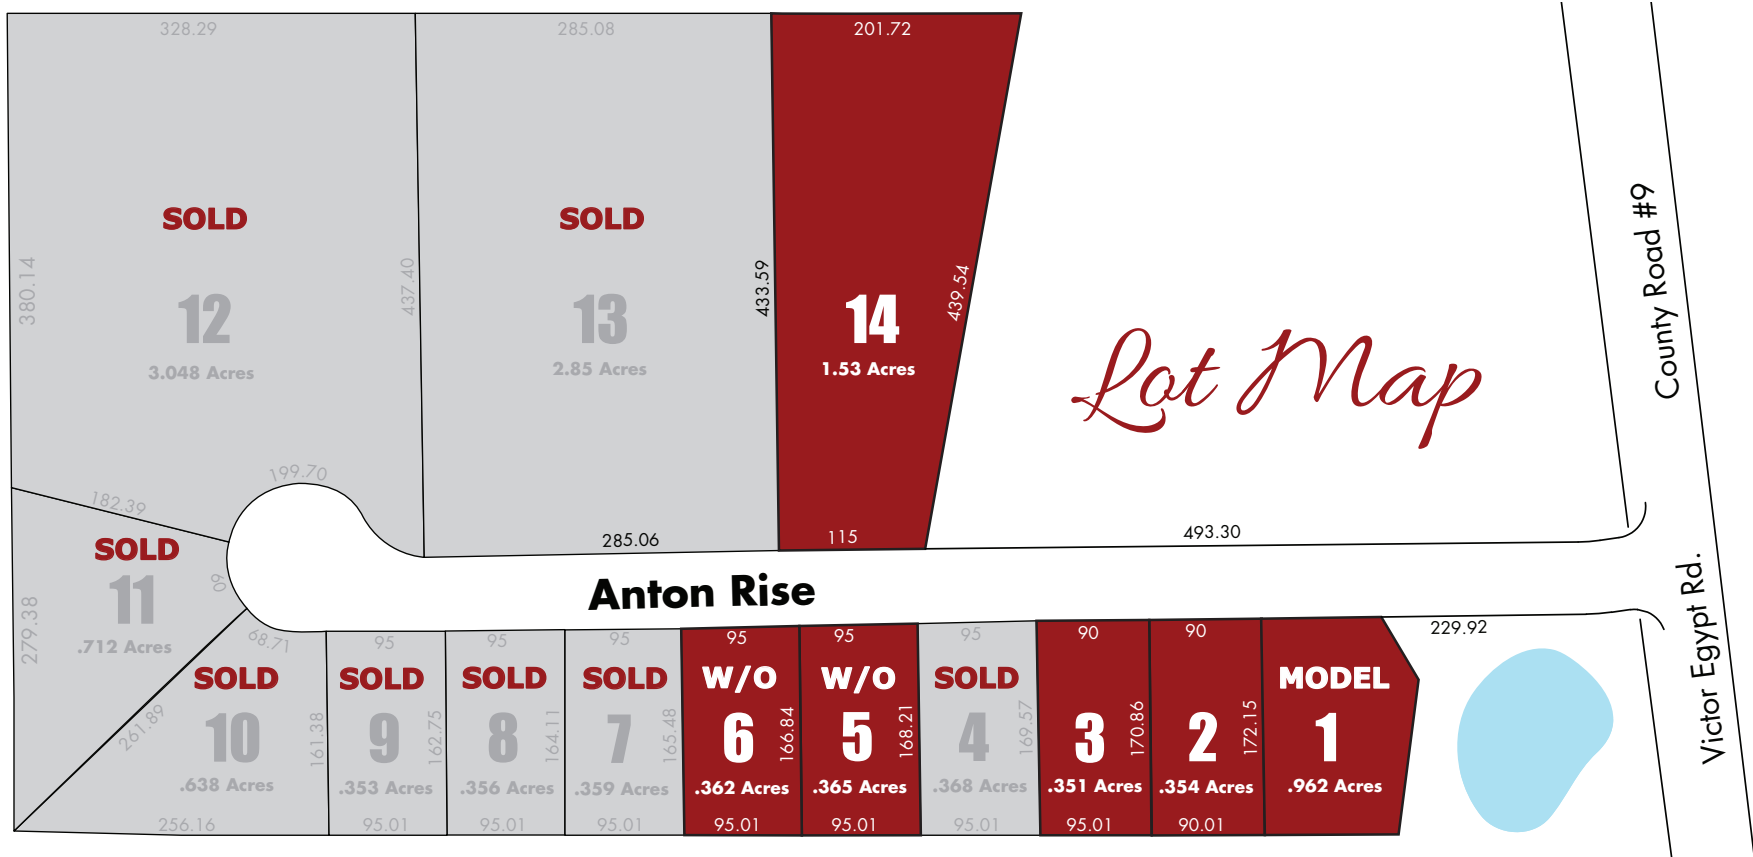 328.29
285.08
201.72
SOLD
12
3.048 Acres
380.14
437.40
SOLD
13
2.85 Acres
433.59
14
1.53 Acres
439.54
Lot Map
County Road #9
Victor Egypt Rd.
199.70
182.39
285.06
115
493.30
Anton Rise
SOLD
11
.712 Acres
279.38
60
68.71
261.89
SOLD
10
.638 Acres
161.38
256.16
95
SOLD
9
.353 Acres
162.75
95.01
SOLD
8
.356 Acres
164.11
95.01
95
SOLD
7
.359 Acres
165.48
95.01
95
W/O
6
.362 Acres
166.84
95.01
95
W/O
5
.365 Acres
168.21
95.01
95
SOLD
4
.368 Acres
169.57
95.01
90
3
.351 Acres
170.86
95.01
90
2
.354 Acres
172.15
90.01
MODEL
1
.962 Acres
229.92